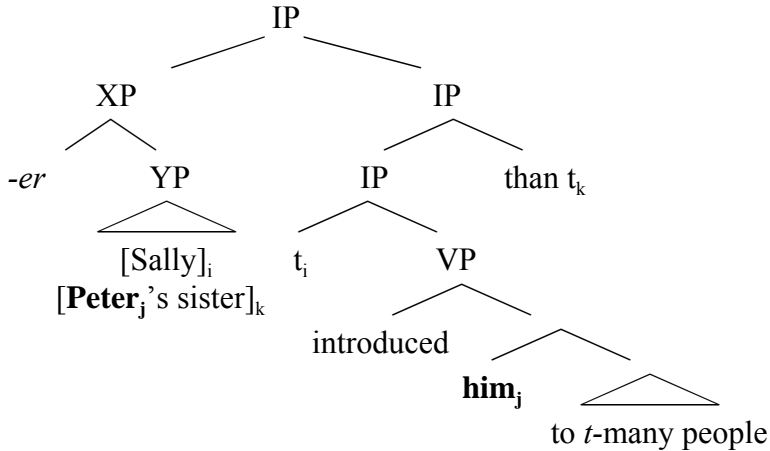 IP
XP IP
-er YP IP than tₖ
[Sally]ᵢ tᵢ VP
[Peterⱼ’s sister]ₖ
introduced
himⱼ
to t-many people